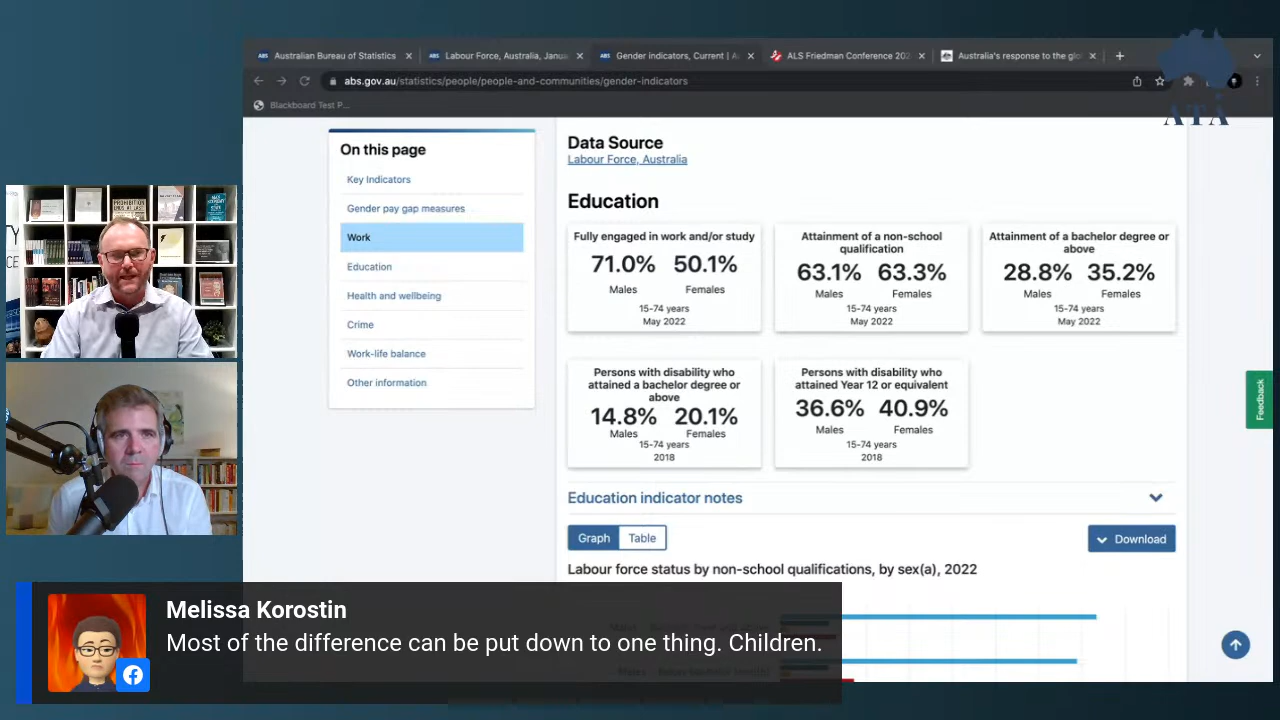 Australian Bureau of Statistics
Labour Force, Australia, Janua
Gender indicators, Current | A
ALS Friedman Conference 202
Australia's response to the glo
abs.gov.au/statistics/people/people-and-communities/gender-indicators
Blackboard Test P...
ATA
On this page
Key Indicators
Gender pay gap measures
Work
Education
Health and wellbeing
Crime
Work-life balance
Other information
Data Source
Labour Force, Australia
Education
Fully engaged in work and/or study
71.0% 50.1%
Males Females
15-74 years
May 2022
Attainment of a non-school
qualification
63.1% 63.3%
Males Females
15-74 years
May 2022
Attainment of a bachelor degree or
above
28.8% 35.2%
Males Females
15-74 years
May 2022
Persons with disability who
attained a bachelor degree or
above
14.8% 20.1%
Males Females
15-74 years
2018
Persons with disability who
attained Year 12 or equivalent
36.6% 40.9%
Males Females
15-74 years
2018
Feedback
Education indicator notes
Graph Table
Download
Labour force status by non-school qualifications, by sex(a), 2022
Melissa Korostin
Most of the difference can be put down to one thing. Children.